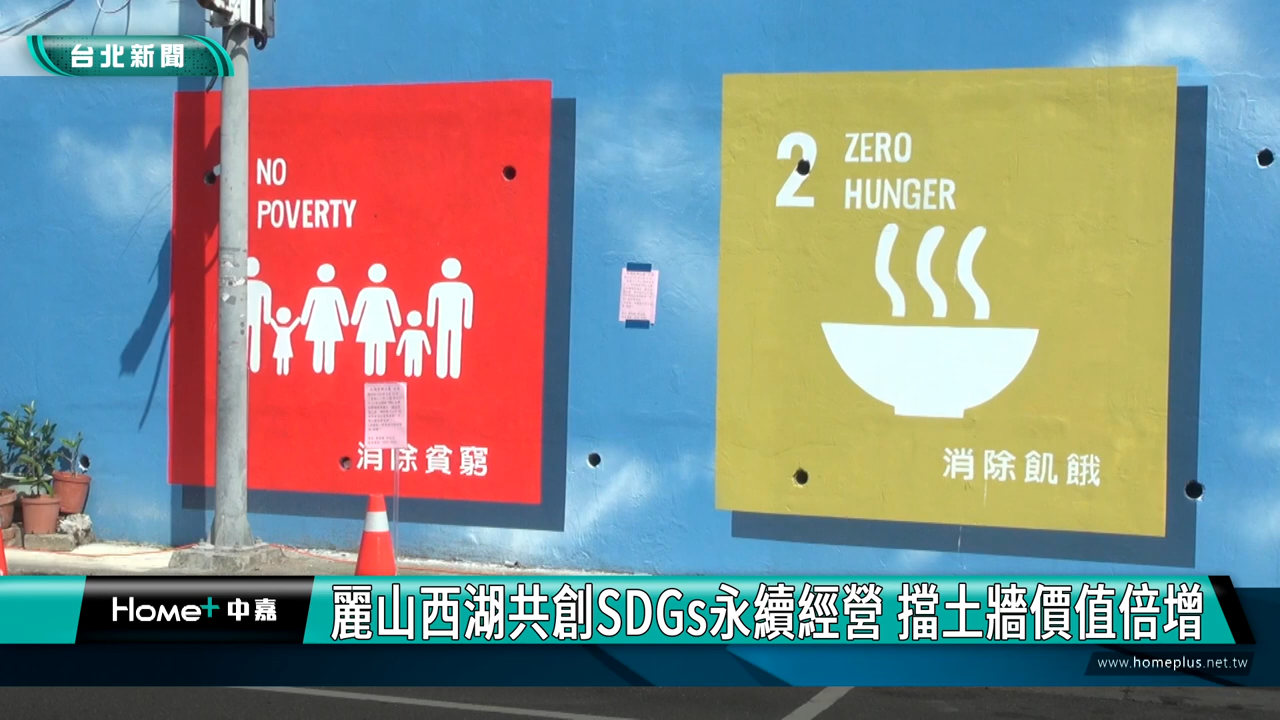 台北新聞
NO
POVERTY
消除貧窮
2
ZERO
HUNGER
消除飢餓
Home+中嘉
麗山西湖共創SDGs永續經營 擋土牆價值倍增
www.homeplus.net.tw